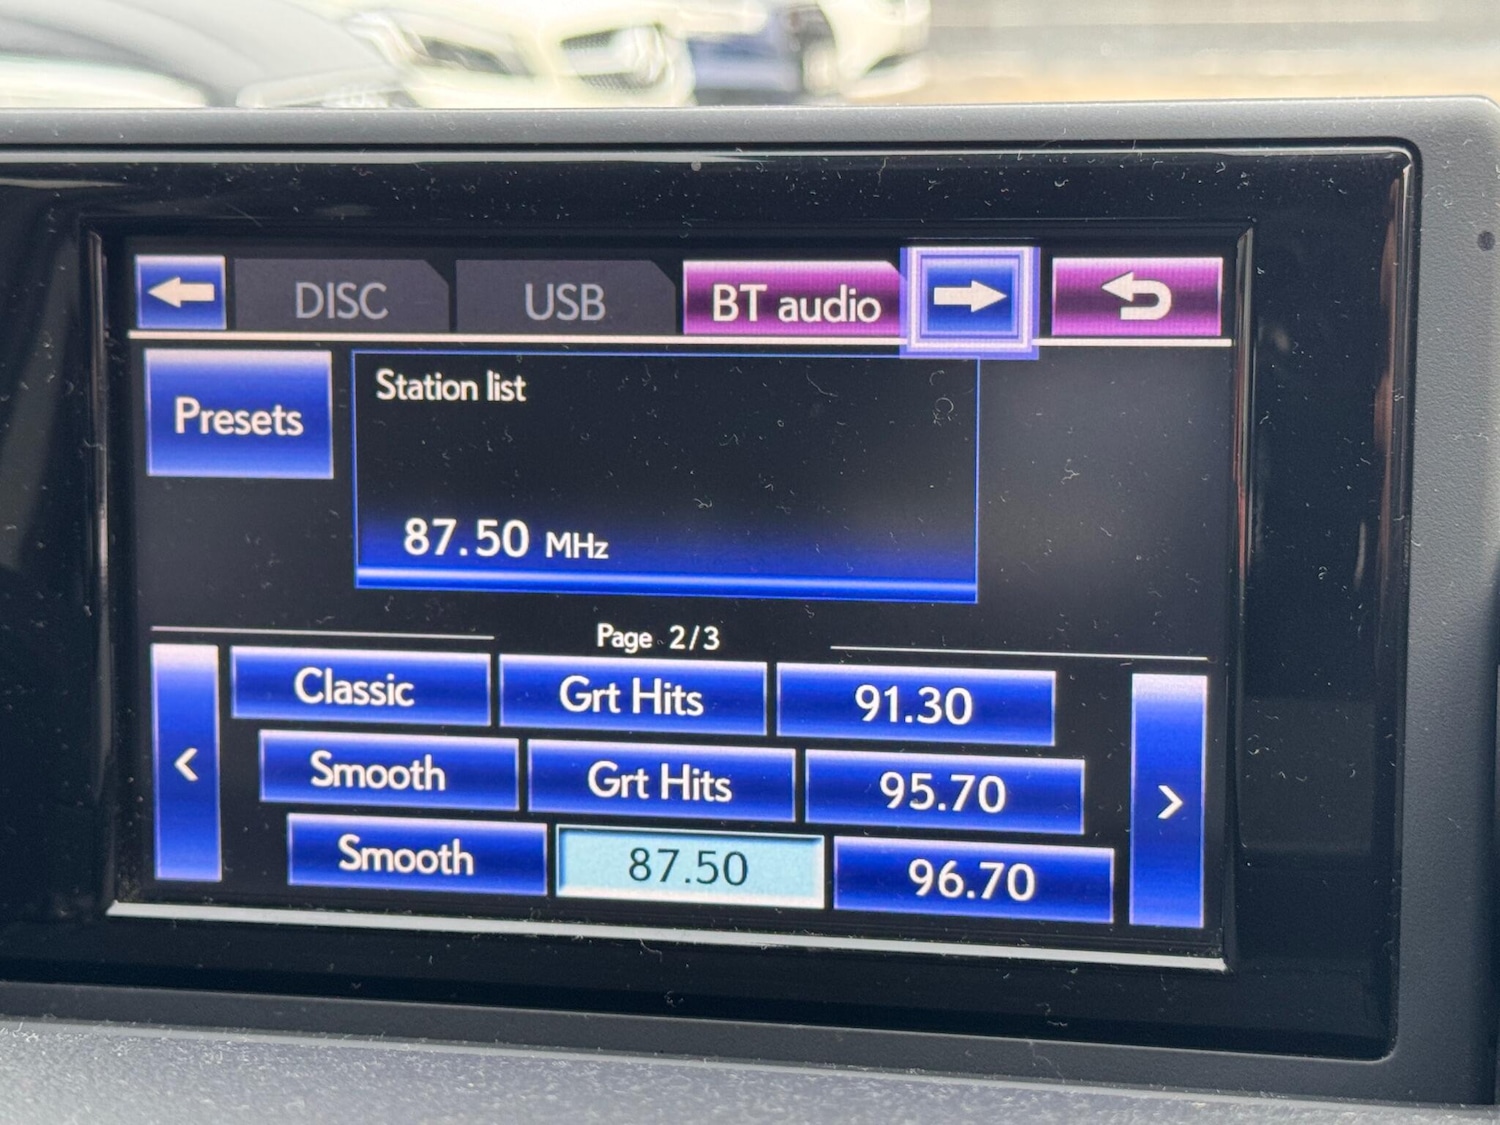 DISC USB BT audio
Presets
Station list
87.50 MHz
Page 2/3
Classic Grt Hits 91.30
Smooth Grt Hits 95.70
Smooth 87.50 96.70